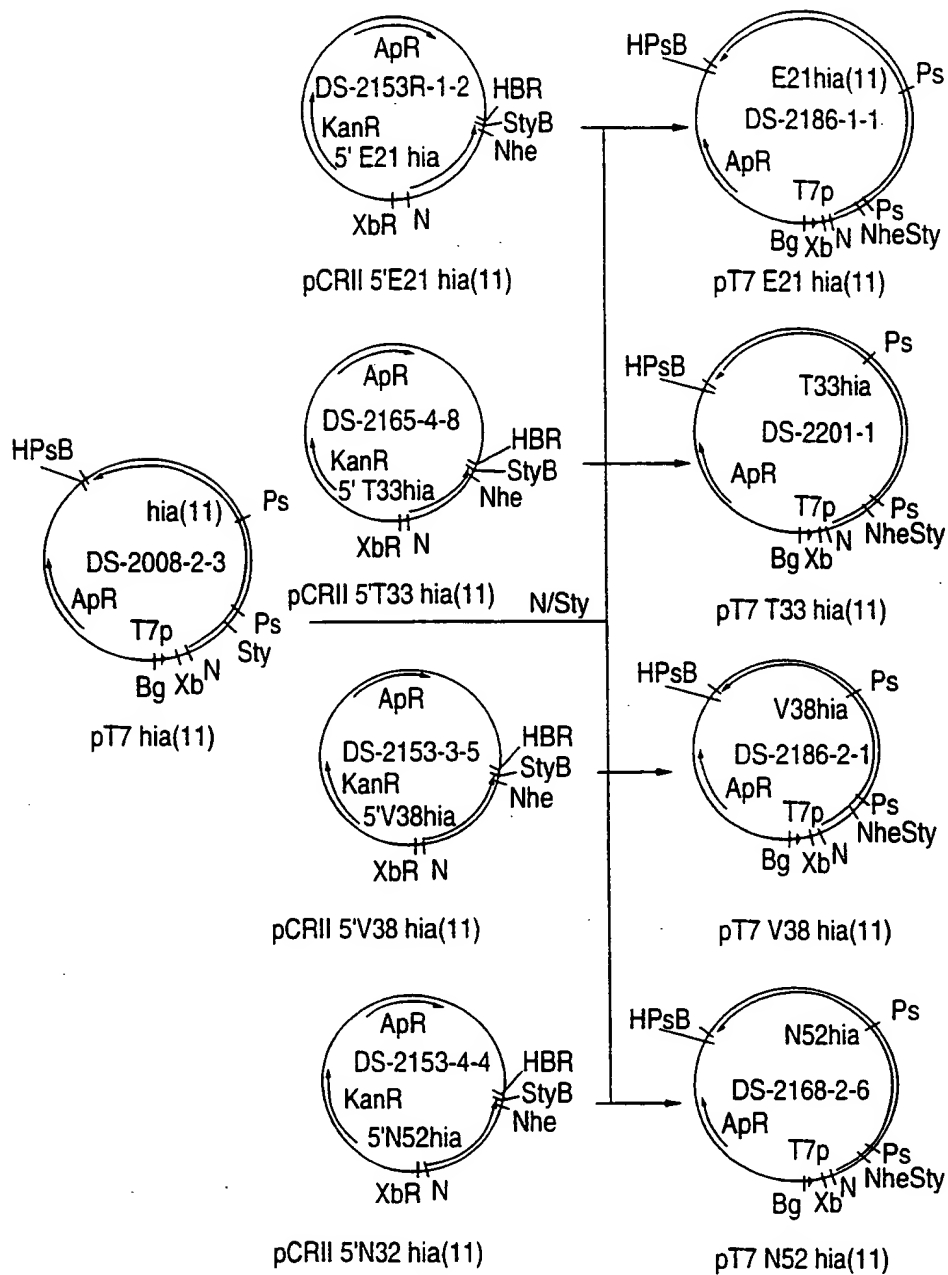 ApR
DS-2153R-1-2
KanR
5' E21 hia
HBR
StyB
Nhe
XbR
N
pCRII 5'E21 hia(11)
HPsB
E21hia(11)
Ps
DS-2186-1-1
ApR
T7p
Ps
NheSty
Bg
Xb
N
pT7 E21 hia(11)
ApR
DS-2165-4-8
KanR
5' T33hia
HBR
StyB
Nhe
XbR
N
pCRII 5'T33 hia(11)
HPsB
T33hia
Ps
DS-2201-1
ApR
T7p
Ps
NheSty
Bg
Xb
N
pT7 T33 hia(11)
HPsB
hia(11)
Ps
DS-2008-2-3
ApR
T7p
Ps
Sty
Bg
Xb
N
pT7 hia(11)
N/Sty
ApR
DS-2153-3-5
KanR
5'V38hia
HBR
StyB
Nhe
XbR
N
pCRII 5'V38 hia(11)
HPsB
V38hia
Ps
DS-2186-2-1
ApR
T7p
Ps
NheSty
Bg
Xb
N
pT7 V38 hia(11)
ApR
DS-2153-4-4
KanR
5'N52hia
HBR
StyB
Nhe
XbR
N
pCRII 5'N32 hia(11)
HPsB
N52hia
Ps
DS-2168-2-6
ApR
T7p
Ps
NheSty
Bg
Xb
N
pT7 N52 hia(11)